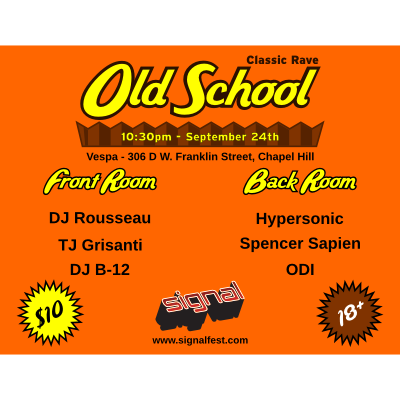 Classic Rave
Old School
10:30pm - September 24th
Vespa - 306 D W. Franklin Street, Chapel Hill
Front Room
DJ Rousseau
TJ Grisanti
DJ B-12
Back Room
Hypersonic
Spencer Sapien
ODI
$10
signal
www.signalfest.com
18+